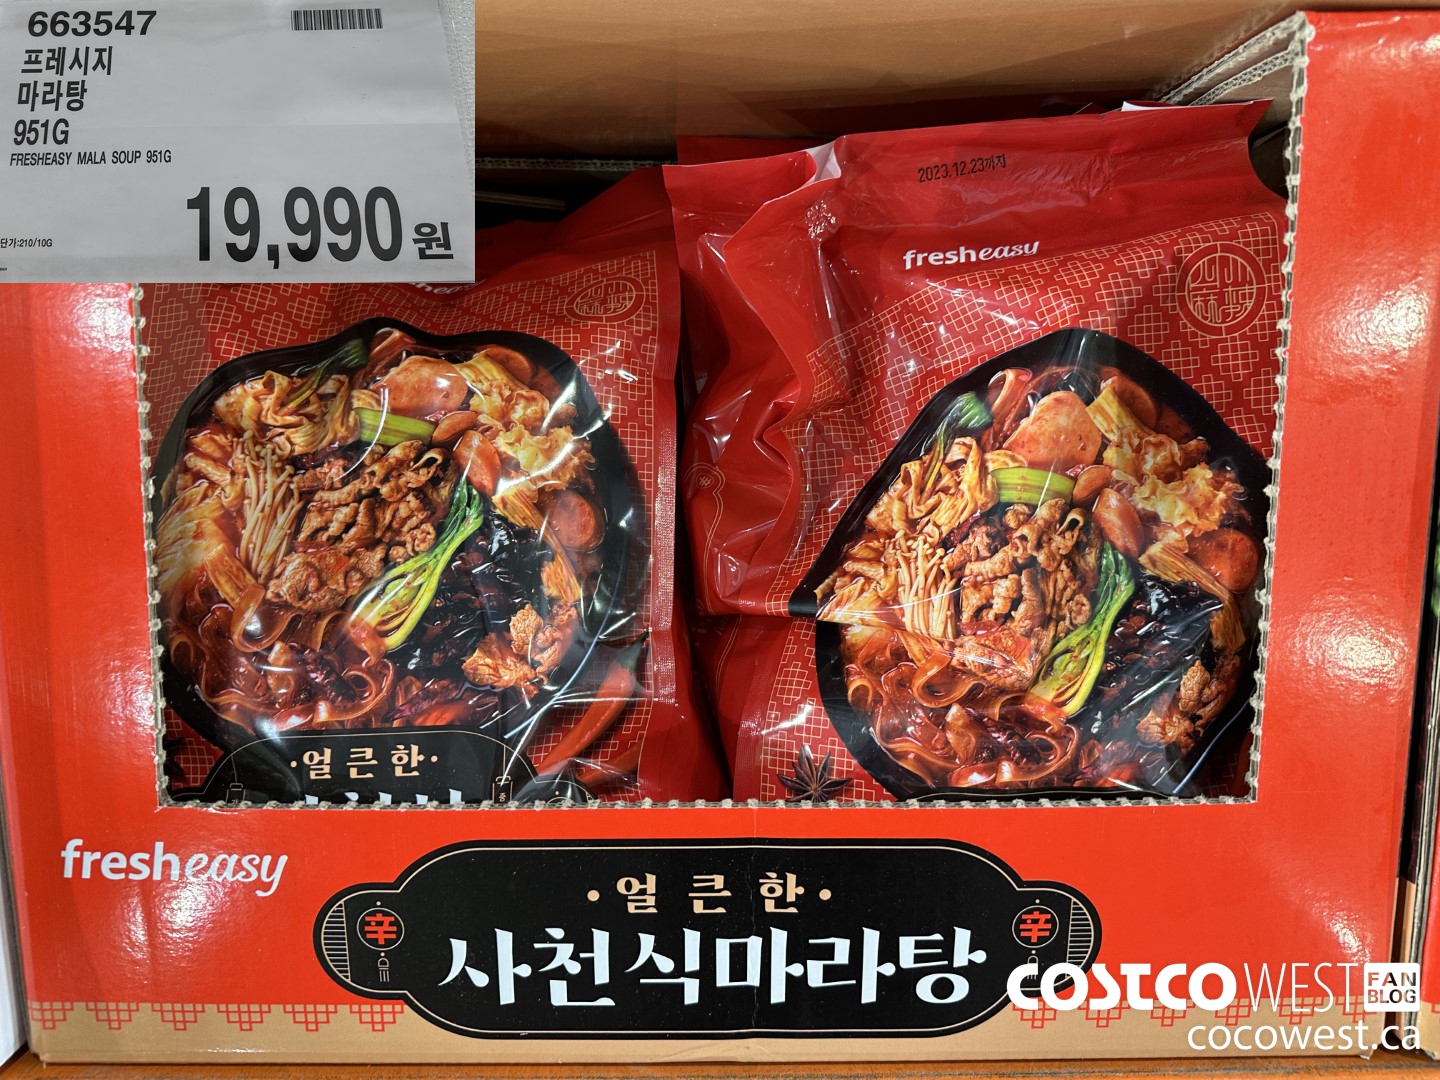 663547
프레시지
마라탕
951G
FRESHEASY MALA SOUP 951G
19,990원
단가:210/10G
2023.12.23까지
fresheasy
·얼큰한·
fresheasy
·얼큰한·
사천식마라탕
辛
辛
COSTCO WEST FAN BLOG
cocowest.ca